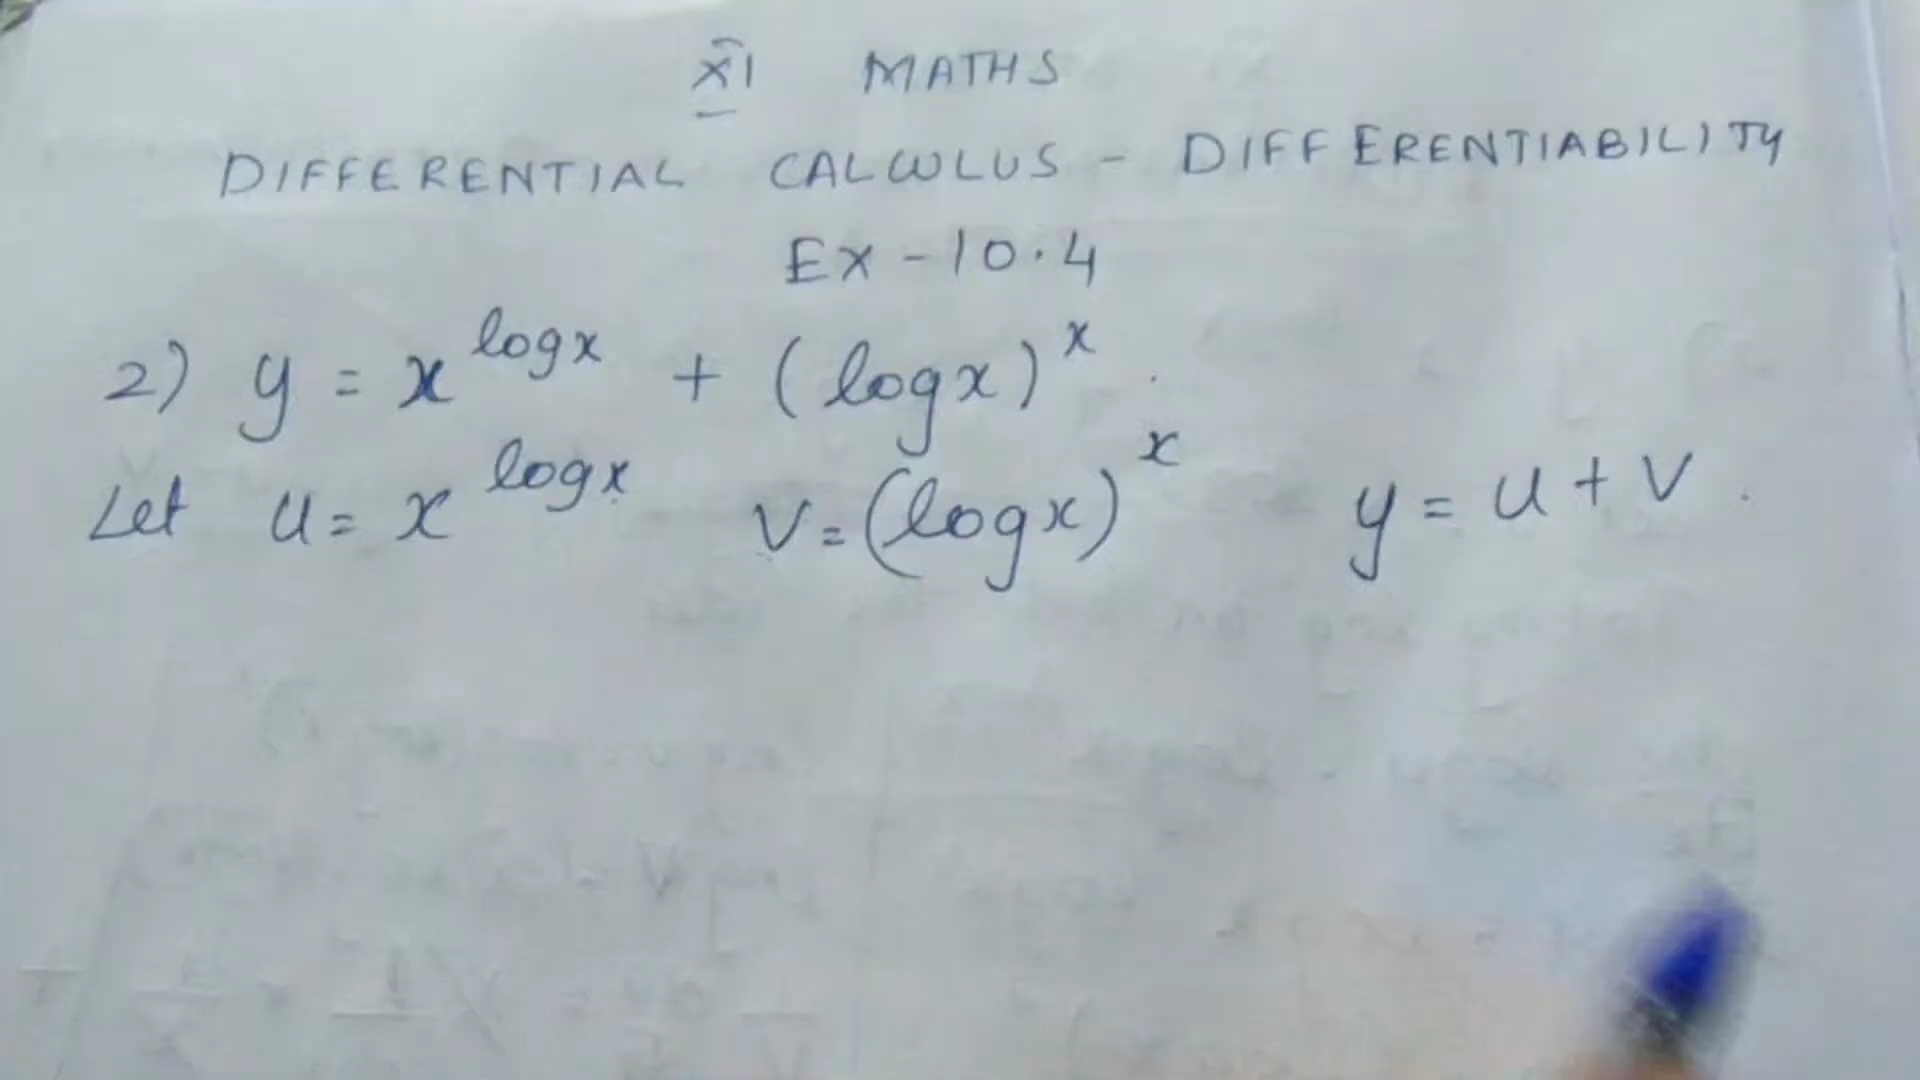 XI MATHS
DIFFERENTIAL CALCULUS - DIFFERENTIABILITY
Ex - 10.4
2) y = x^{log x} + (log x)^x.
Let u = x^{log x} v = (log x)^x y = u + v.